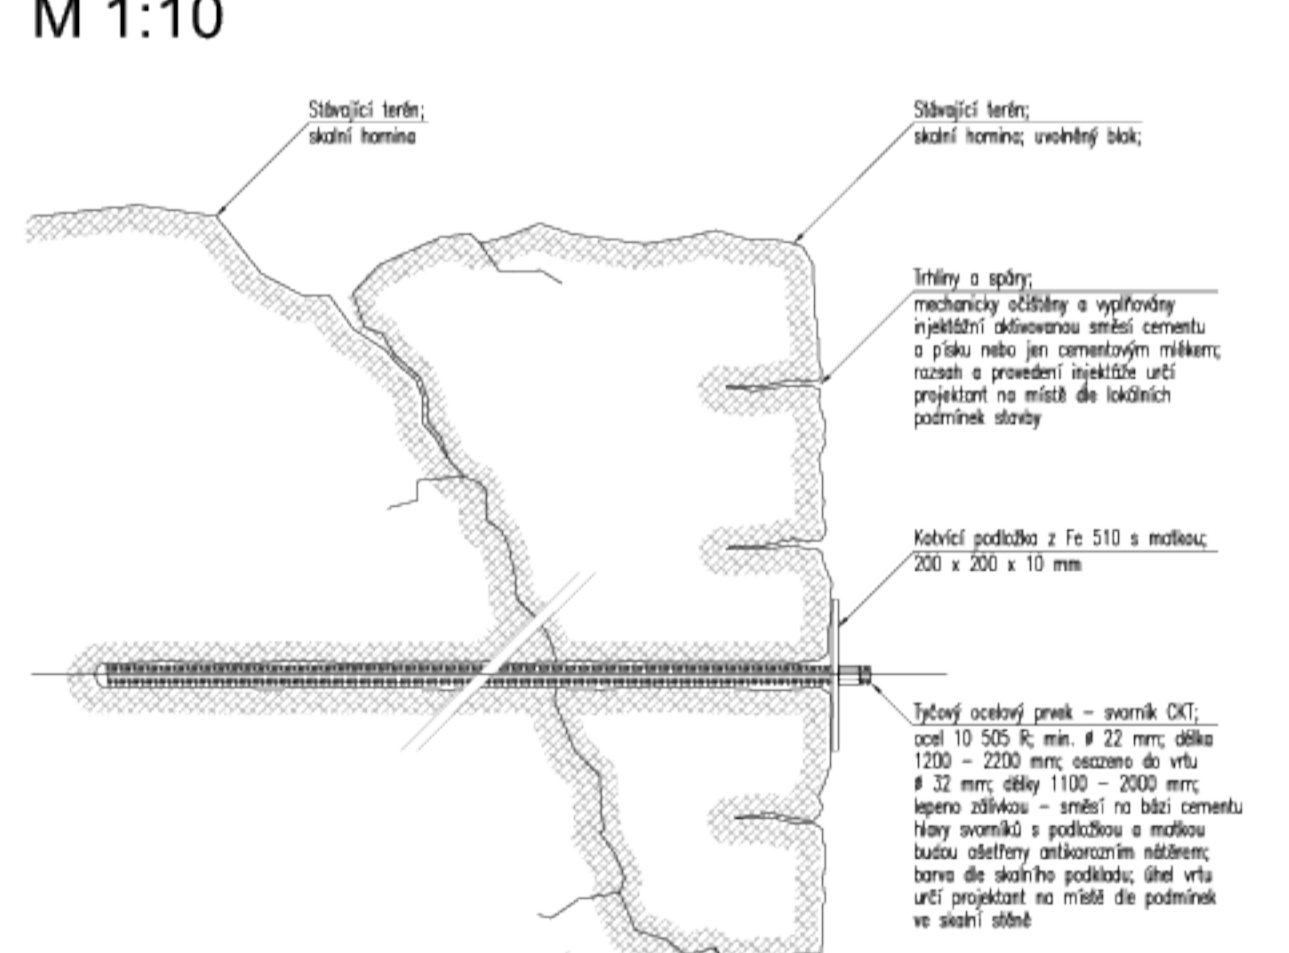 M 1:10
Stávající terén;
skalní hornina
Stávající terén;
skalní hornina; uvolněný blok;
Trhliny a spáry;
mechanicky očištěny a vyplňovány
injektážní aktivovanou směsí cementu
a písku nebo jen cementovým mlékem;
rozsah a provedení injektáže určí
projektant na místě dle lokálních
podmínek stavby
Kotvící podložka z Fe 510 s matkou;
200 x 200 x 10 mm
Tyčový ocelový prvek – svorník CKT;
ocel 10 505 R; min. ø 22 mm; délka
1200 – 2200 mm; osazeno do vrtu
ø 32 mm; délky 1100 – 2000 mm;
lepeno zálivkou – směsí na bázi cementu
hlavy svorníků s podložkou a matkou
budou ošetřeny antikorozním nátěrem;
barva dle skalního podkladu; úhel vrtu
určí projektant na místě dle podmínek
ve skalní stěně